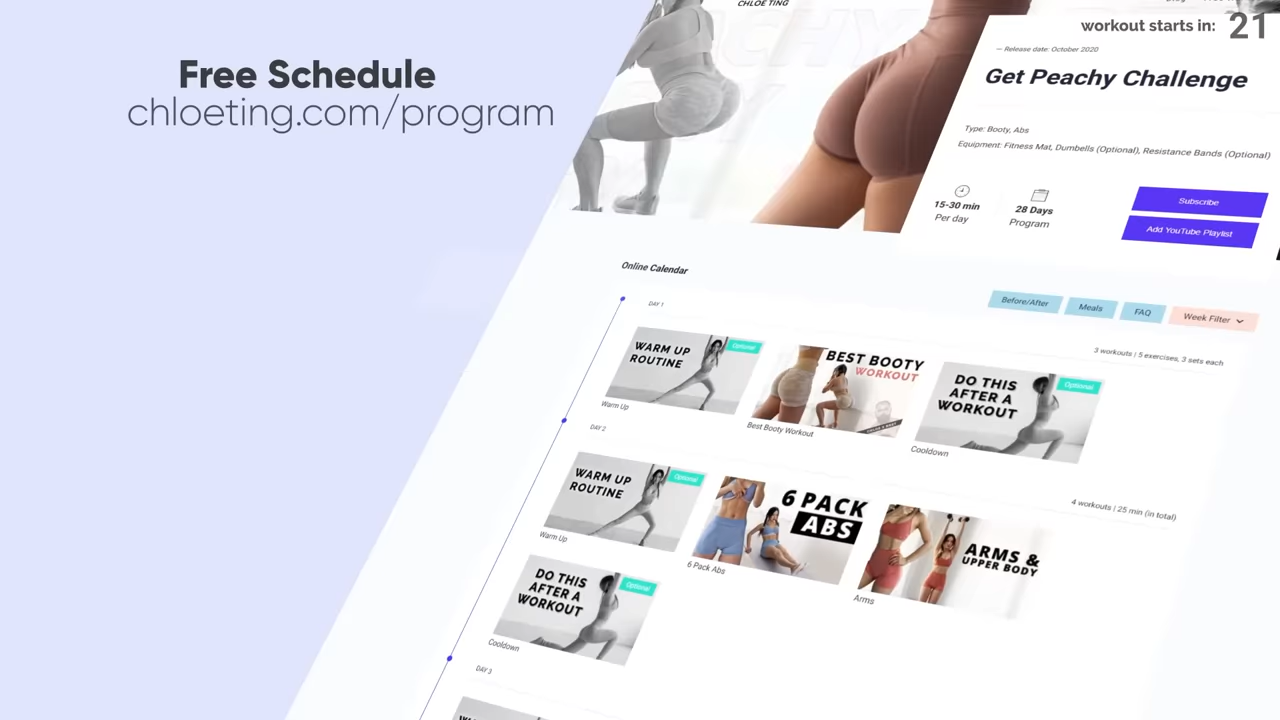 CHLOE TING
workout starts in: 21
Free Schedule
chloeting.com/program
— Release date: October 2020
Get Peachy Challenge
Type: Booty, Abs
Equipment: Fitness Mat, Dumbells (Optional), Resistance Bands (Optional)
15-30 min
Per day
28 Days
Program
Subscribe
Add YouTube Playlist
Online Calendar
Before/After
Meals
FAQ
Week Filter
DAY 1
3 workouts | 5 exercises, 3 sets each
WARM UP
ROUTINE
Optional
Warm Up
BEST BOOTY
WORKOUT
Best Booty Workout
DO THIS
AFTER A
WORKOUT
Optional
Cooldown
DAY 2
4 workouts | 25 min (in total)
WARM UP
ROUTINE
Optional
Warm Up
6 PACK
ABS
6 Pack Abs
ARMS &
UPPER BODY
Arms
DO THIS
AFTER A
WORKOUT
Optional
Cooldown
DAY 3